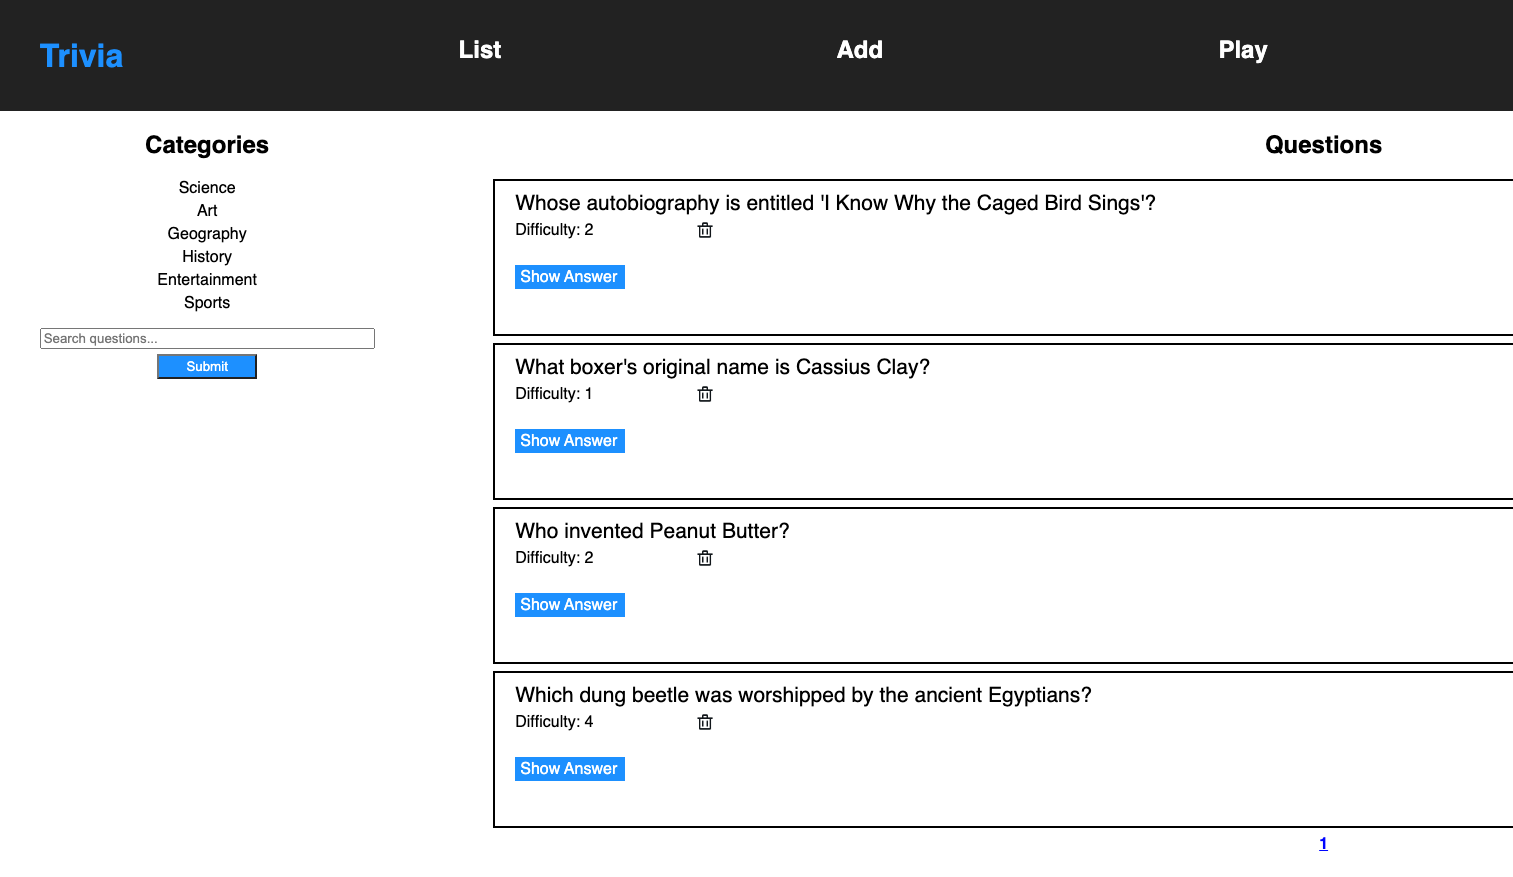 Trivia
List
Add
Play
Categories
Science
Art
Geography
History
Entertainment
Sports
Search questions...
Submit
Questions
Whose autobiography is entitled 'I Know Why the Caged Bird Sings'?
Difficulty: 2
Show Answer
What boxer's original name is Cassius Clay?
Difficulty: 1
Show Answer
Who invented Peanut Butter?
Difficulty: 2
Show Answer
Which dung beetle was worshipped by the ancient Egyptians?
Difficulty: 4
Show Answer
1